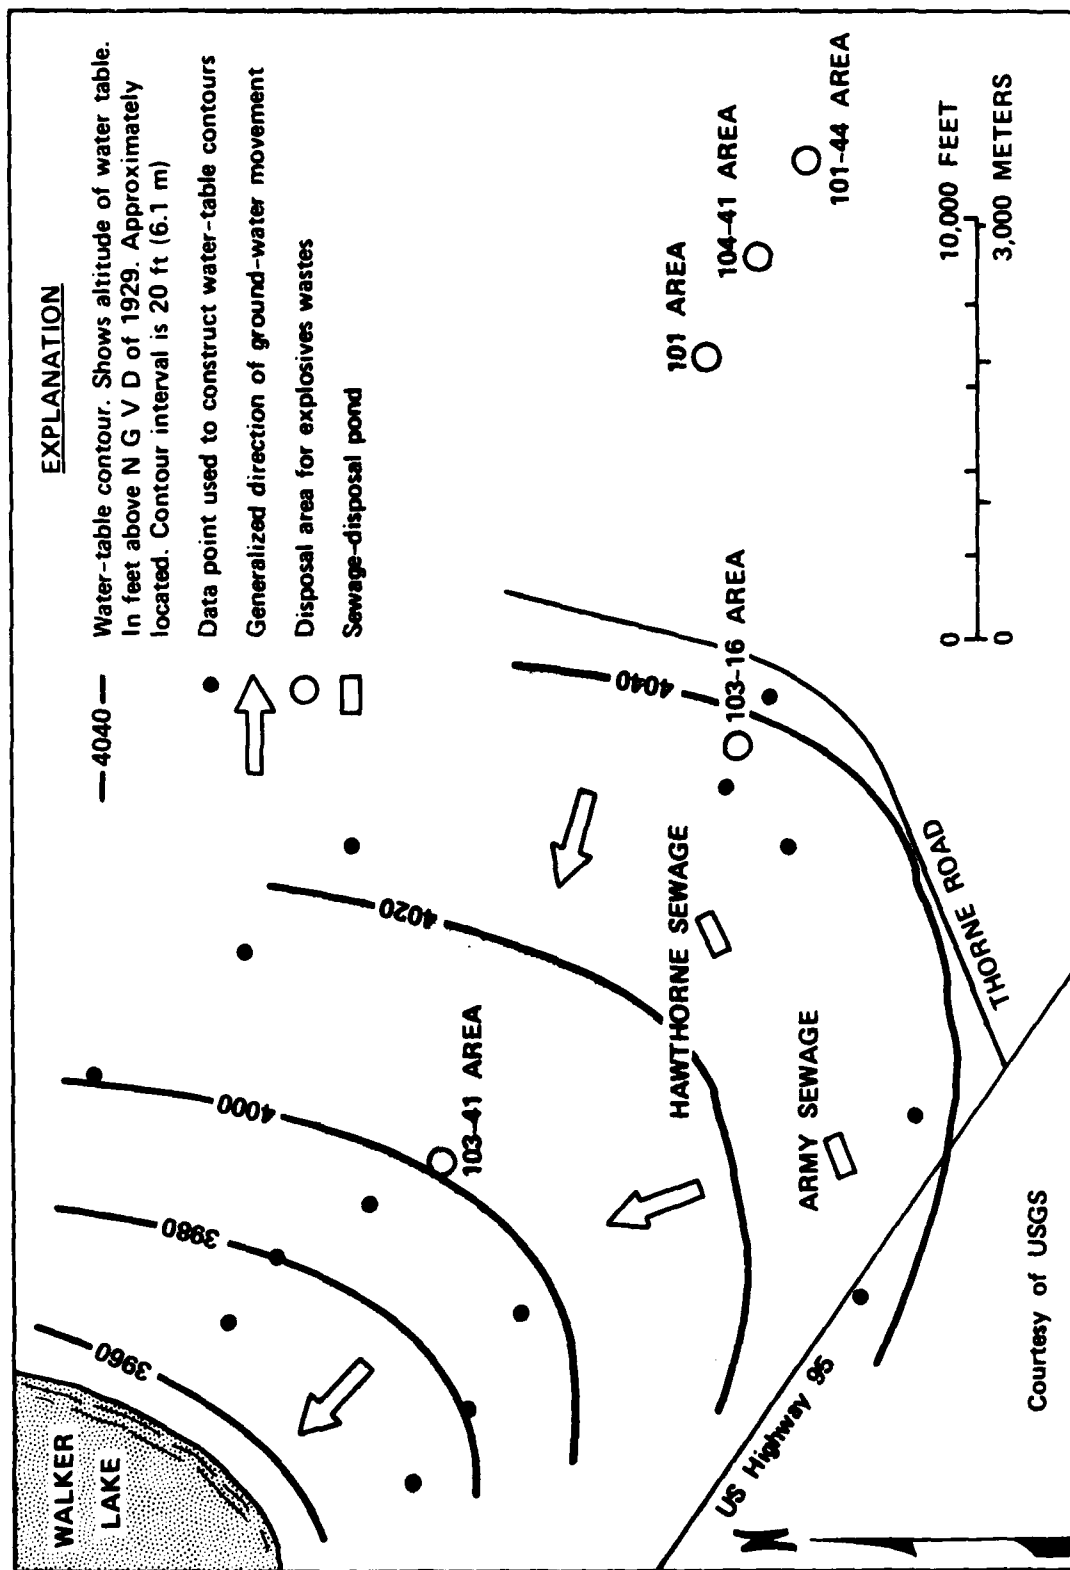 EXPLANATION
—4040— Water-table contour. Shows altitude of water table.
In feet above N G V D of 1929. Approximately
located. Contour interval is 20 ft (6.1 m)
Data point used to construct water-table contours
Generalized direction of ground-water movement
Disposal area for explosives wastes
Sewage-disposal pond
WALKER
LAKE
3960
3980
4000
4020
4040
103-41 AREA
HAWTHORNE SEWAGE
ARMY SEWAGE
103-16 AREA
101 AREA
104-41 AREA
101-44 AREA
THORNE ROAD
US Highway 95
N
Courtesy of USGS
0 10,000 FEET
0 3,000 METERS